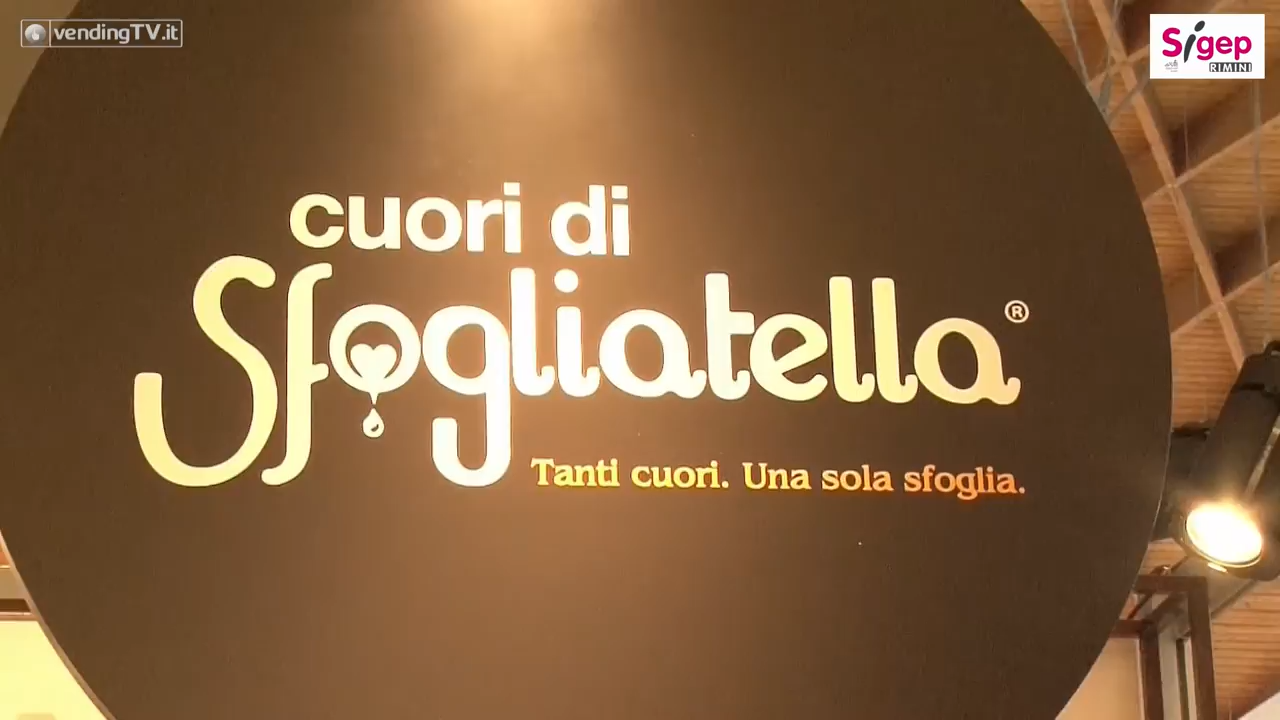 vendingTV.it
Sigep
RIMINI
cuori di
Sfogliatella®
Tanti cuori. Una sola sfoglia.